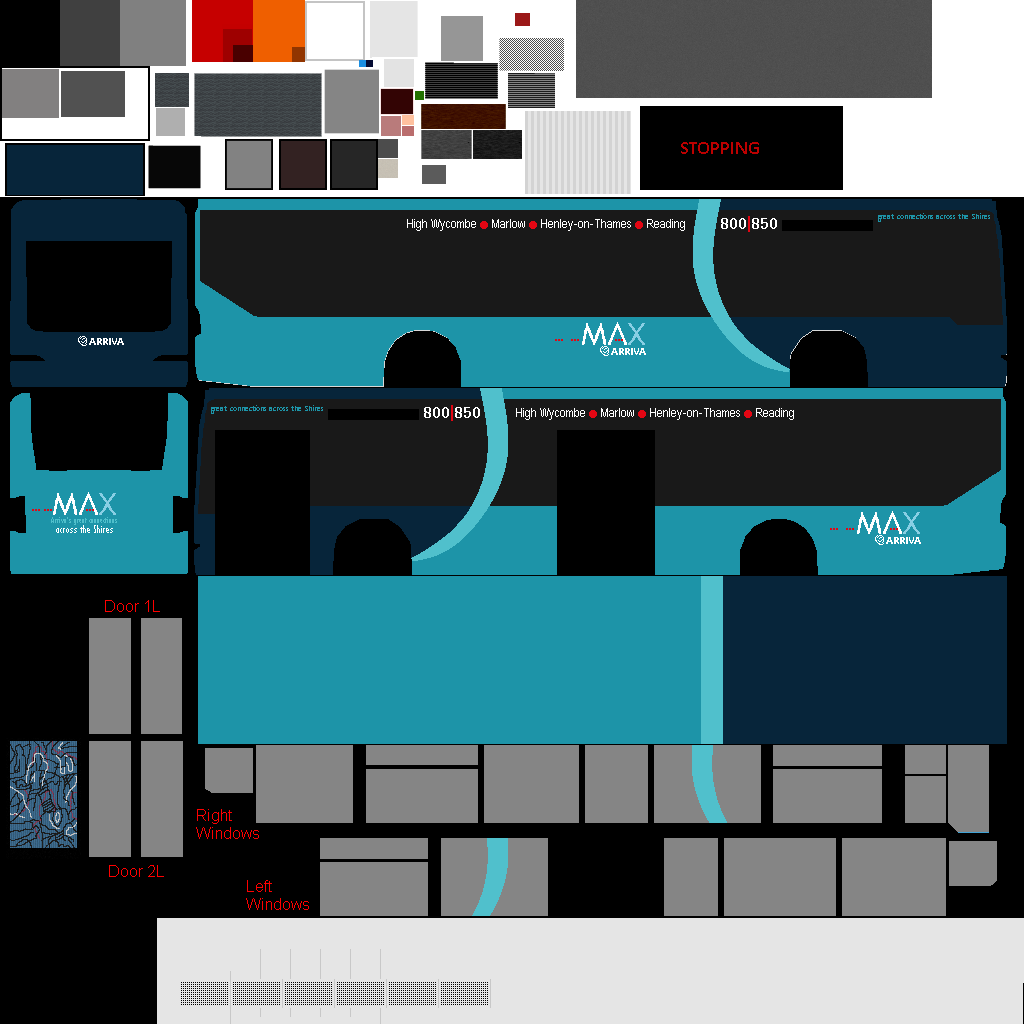 STOPPING
High Wycombe ● Marlow ● Henley-on-Thames ● Reading
800|850
great connections across the Shires
ARRIVA
MAX
ARRIVA
great connections across the Shires
800|850
High Wycombe ● Marlow ● Henley-on-Thames ● Reading
MAX
Arriva's great connections
across the Shires
MAX
ARRIVA
Door 1L
Right
Windows
Door 2L
Left
Windows